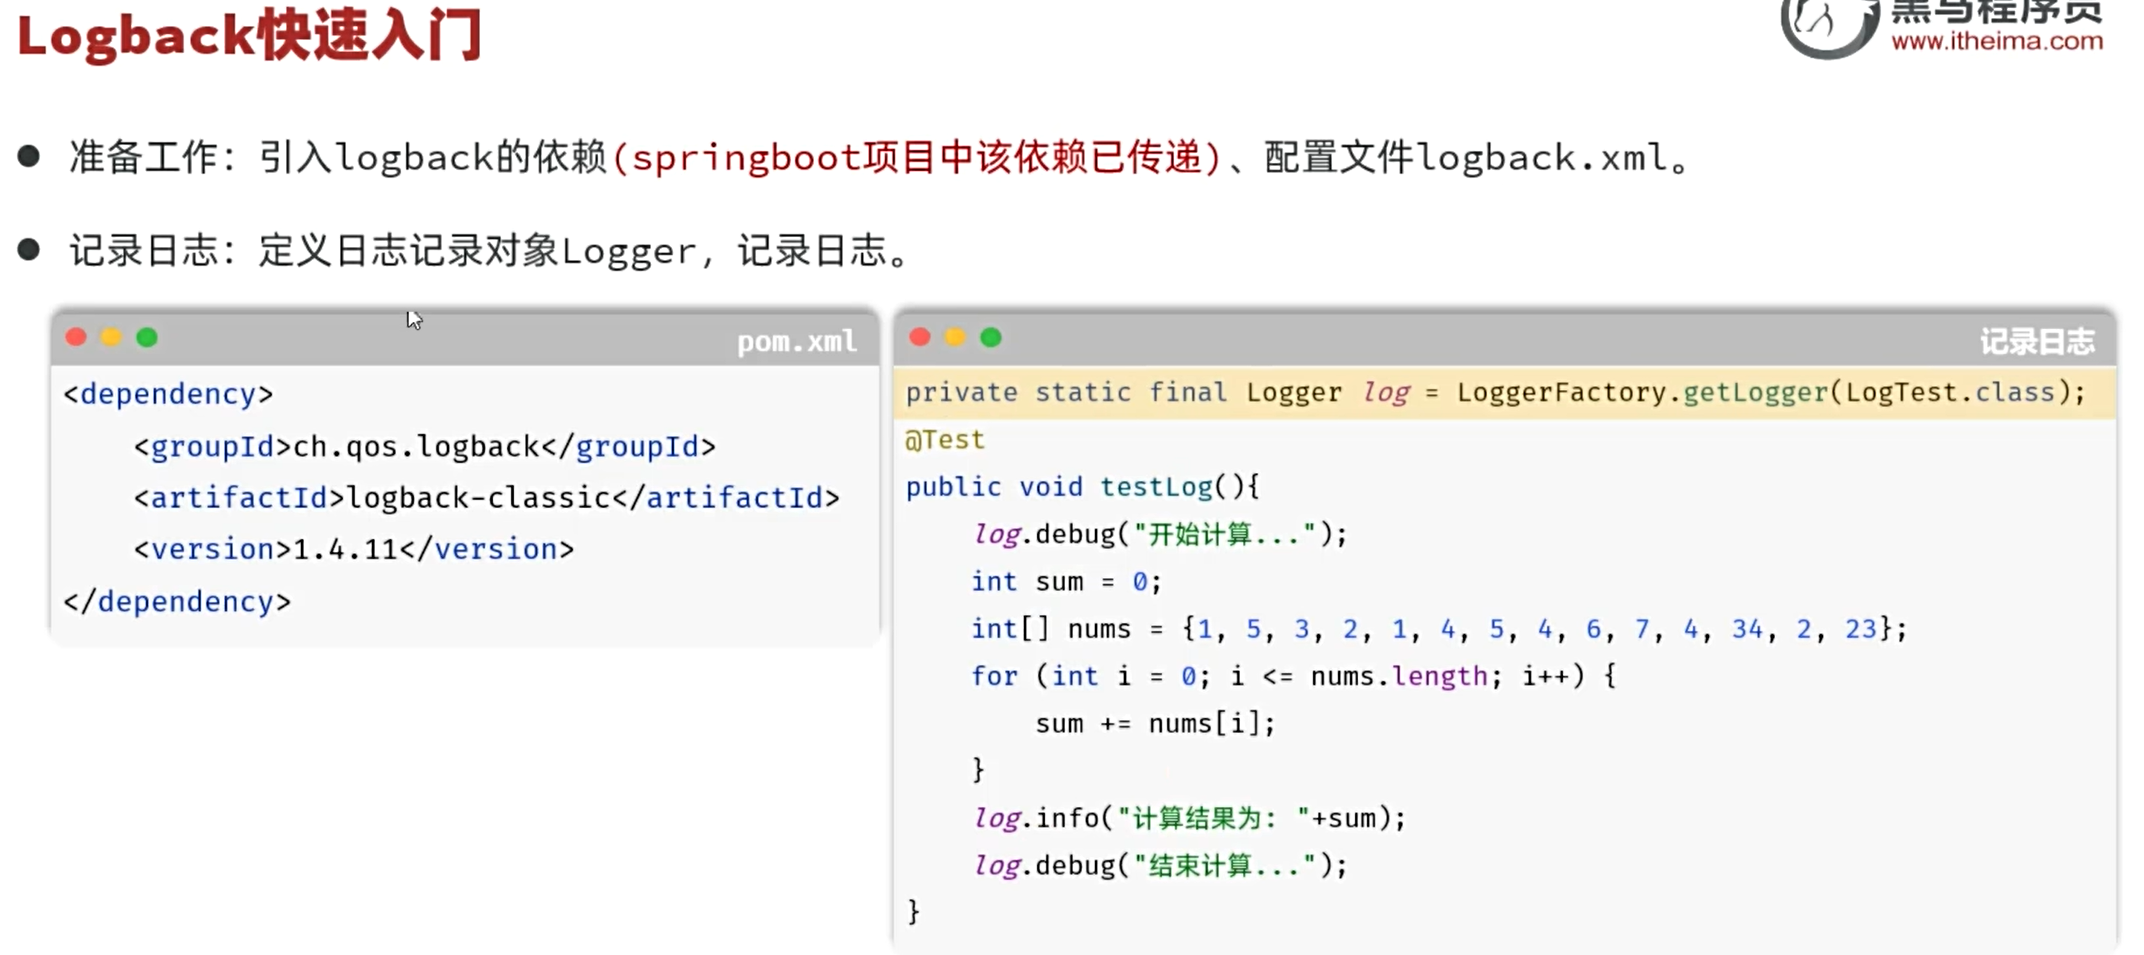 Logback快速入门
黑马程序员
www.itheima.com
准备工作：引入logback的依赖(springboot项目中该依赖已传递)、配置文件logback.xml。
记录日志：定义日志记录对象Logger，记录日志。
pom.xml
<dependency>
    <groupId>ch.qos.logback</groupId>
    <artifactId>logback-classic</artifactId>
    <version>1.4.11</version>
</dependency>
记录日志
private static final Logger log = LoggerFactory.getLogger(LogTest.class);
@Test
public void testLog(){
    log.debug("开始计算...");
    int sum = 0;
    int[] nums = {1, 5, 3, 2, 1, 4, 5, 4, 6, 7, 4, 34, 2, 23};
    for (int i = 0; i <= nums.length; i++) {
        sum += nums[i];
    }
    log.info("计算结果为: "+sum);
    log.debug("结束计算...");
}